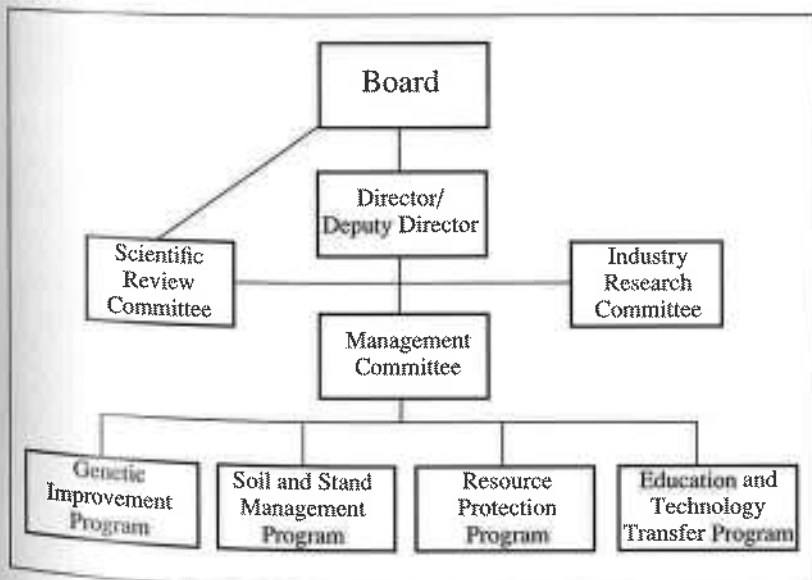 Board
Director/
Deputy Director
Scientific
Review
Committee
Industry
Research
Committee
Management
Committee
Genetic
Improvement
Program
Soil and Stand
Management
Program
Resource
Protection
Program
Education and
Technology
Transfer Program